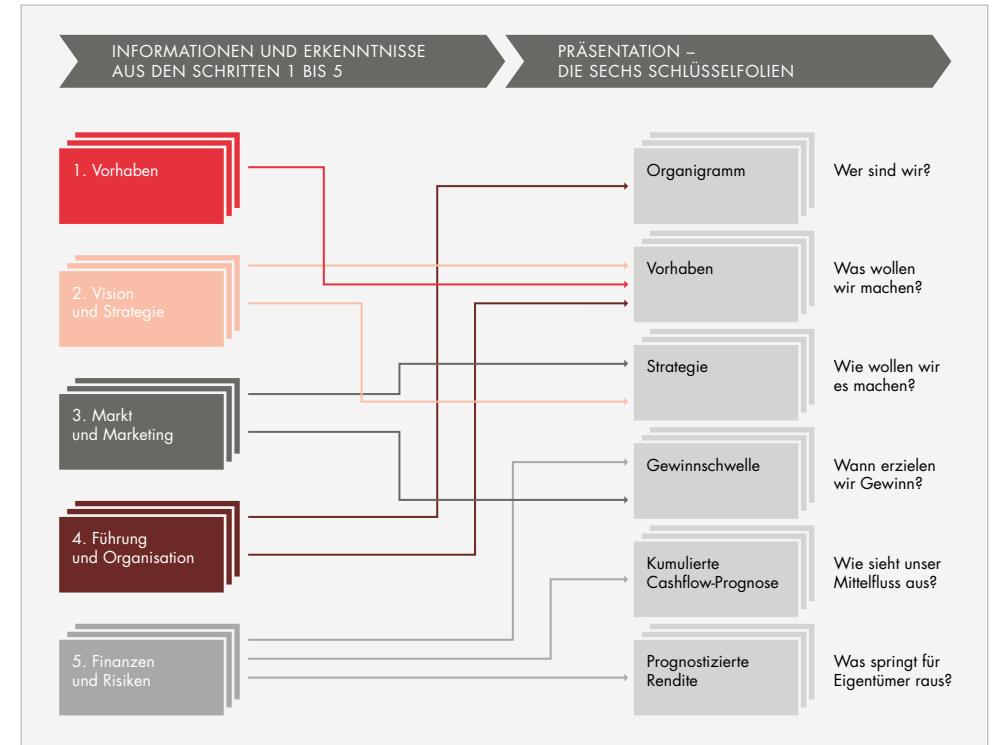 INFORMATIONEN UND ERKENNTNISSE
AUS DEN SCHRITTEN 1 BIS 5
PRÄSENTATION –
DIE SECHS SCHLÜSSELFOLIEN
1. Vorhaben
2. Vision
und Strategie
3. Markt
und Marketing
4. Führung
und Organisation
5. Finanzen
und Risiken
Organigramm
Wer sind wir?
Vorhaben
Was wollen
wir machen?
Strategie
Wie wollen wir
es machen?
Gewinnschwelle
Wann erzielen
wir Gewinn?
Kumulierte
Cashflow-Prognose
Wie sieht unser
Mittelfluss aus?
Prognostizierte
Rendite
Was springt für
Eigentümer raus?